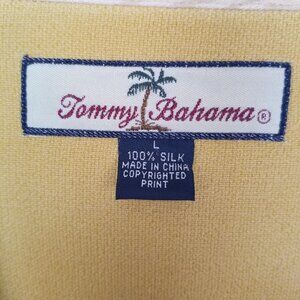 Tommy Bahama®
L
100% SILK
MADE IN CHINA
COPYRIGHTED
PRINT